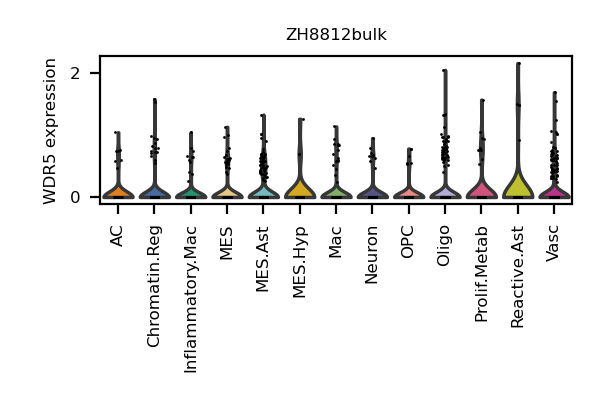 ZH8812bulk
WDR5 expression
2
0
AC
Chromatin.Reg
Inflammatory.Mac
MES
MES.Ast
MES.Hyp
Mac
Neuron
OPC
Oligo
Prolif.Metab
Reactive.Ast
Vasc